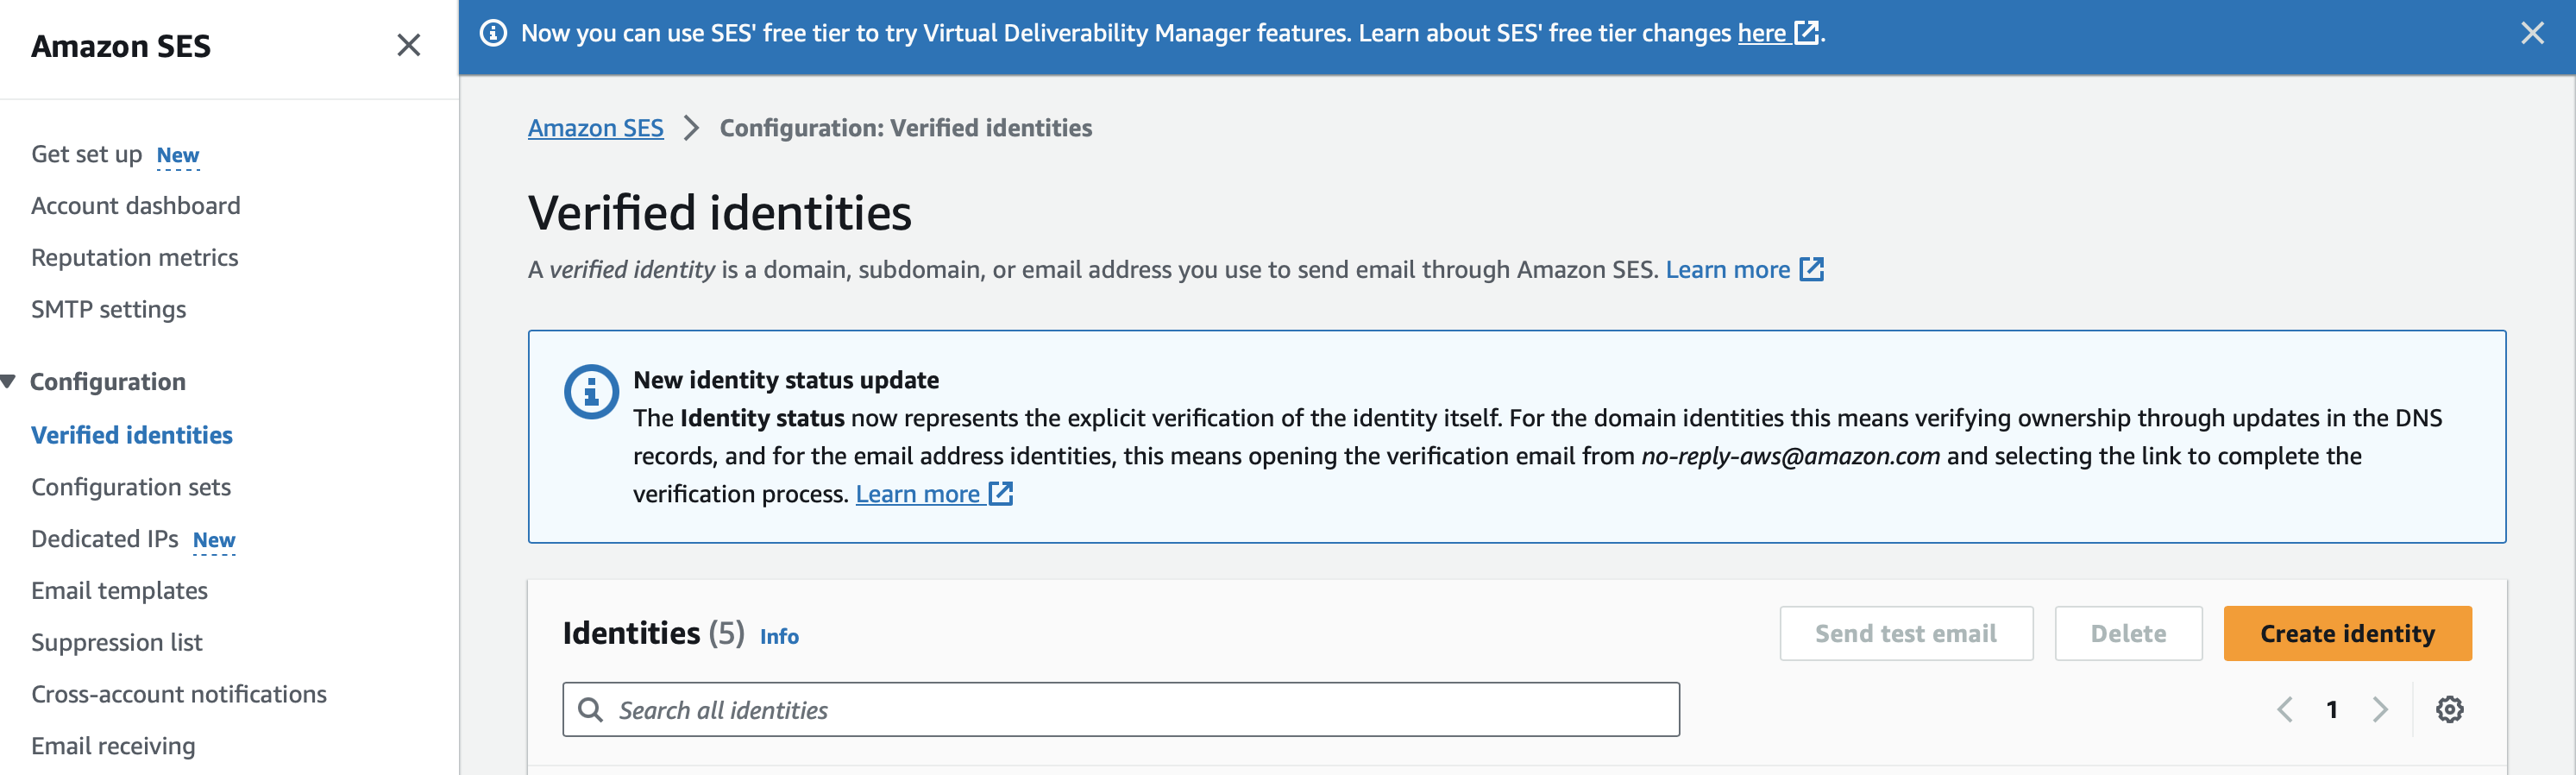 Amazon SES
Now you can use SES' free tier to try Virtual Deliverability Manager features. Learn about SES' free tier changes here.
Get set up New
Account dashboard
Reputation metrics
SMTP settings
Configuration
Verified identities
Configuration sets
Dedicated IPs New
Email templates
Suppression list
Cross-account notifications
Email receiving
Amazon SES > Configuration: Verified identities
Verified identities
A verified identity is a domain, subdomain, or email address you use to send email through Amazon SES. Learn more
New identity status update
The Identity status now represents the explicit verification of the identity itself. For the domain identities this means verifying ownership through updates in the DNS
records, and for the email address identities, this means opening the verification email from no-reply-aws@amazon.com and selecting the link to complete the
verification process. Learn more
Identities (5) Info
Send test email
Delete
Create identity
Search all identities
1